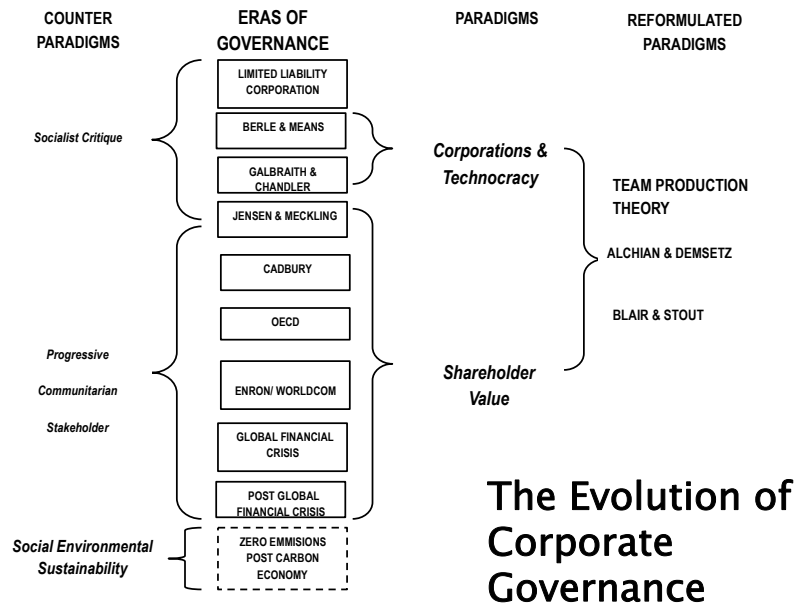 COUNTER
PARADIGMS
ERAS OF
GOVERNANCE
PARADIGMS
REFORMULATED
PARADIGMS
LIMITED LIABILITY
CORPORATION
BERLE & MEANS
GALBRAITH &
CHANDLER
JENSEN & MECKLING
CADBURY
OECD
ENRON/ WORLDCOM
GLOBAL FINANCIAL
CRISIS
POST GLOBAL
FINANCIAL CRISIS
ZERO EMMISIONS
POST CARBON
ECONOMY
Socialist Critique
Progressive
Communitarian
Stakeholder
Social Environmental
Sustainability
Corporations &
Technocracy
Shareholder
Value
TEAM PRODUCTION
THEORY
ALCHIAN & DEMSETZ
BLAIR & STOUT
The Evolution of
Corporate
Governance